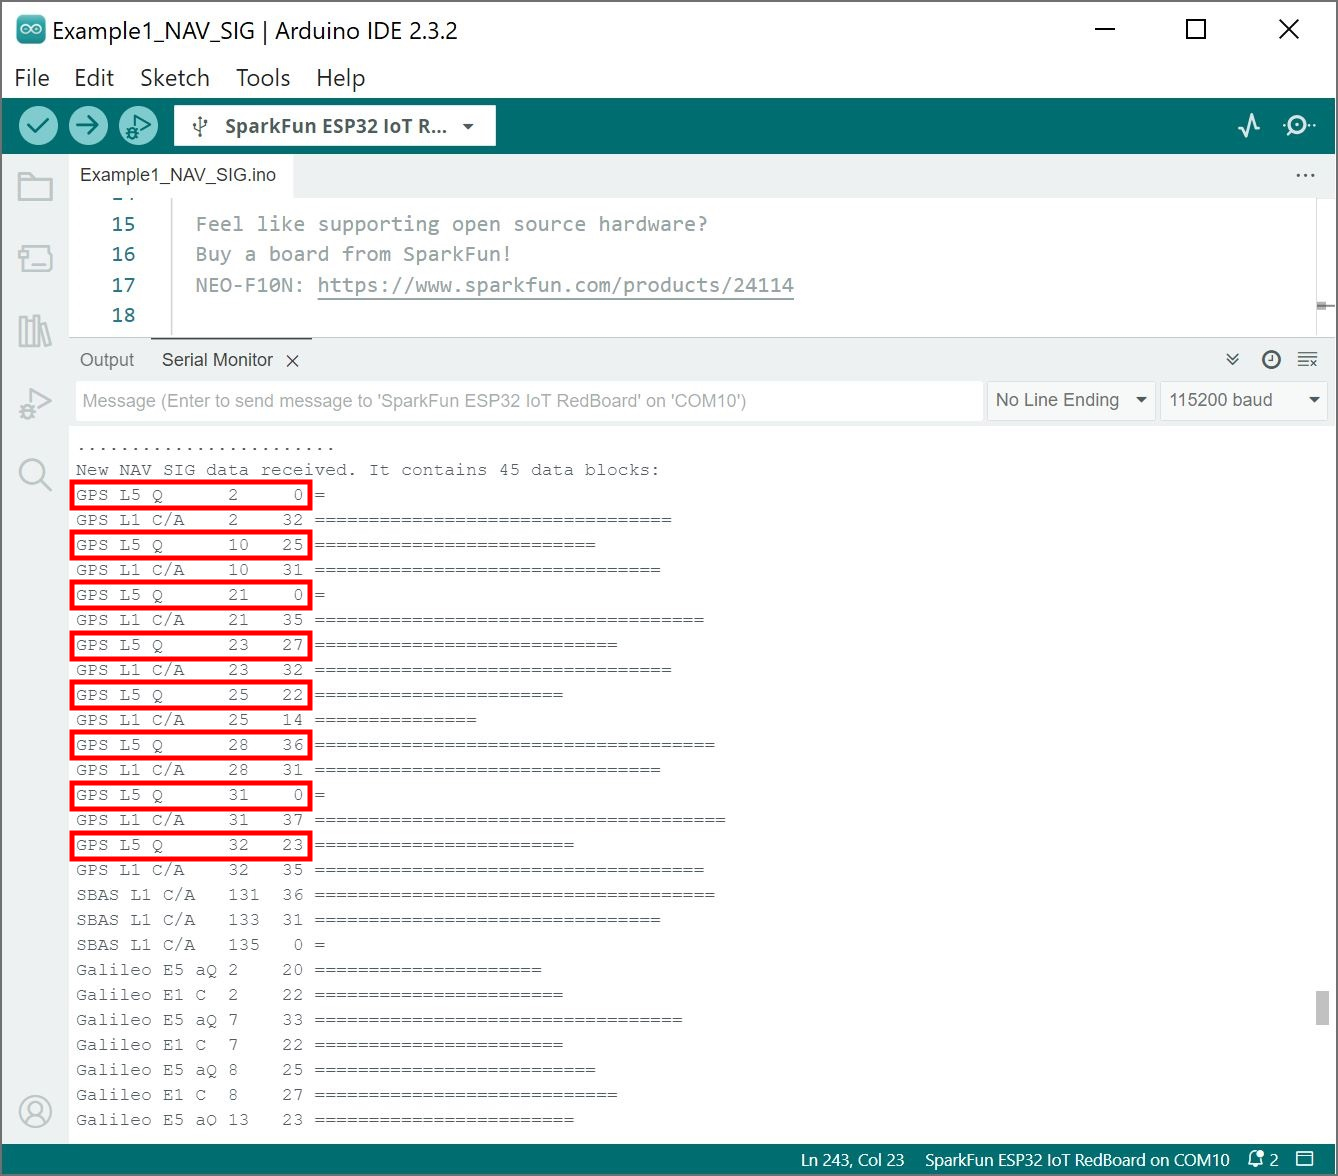 Example1_NAV_SIG | Arduino IDE 2.3.2
File Edit Sketch Tools Help
SparkFun ESP32 IoT R...
Example1_NAV_SIG.ino
15 Feel like supporting open source hardware?
16 Buy a board from SparkFun!
17 NEO-F10N: https://www.sparkfun.com/products/24114
18
Output Serial Monitor
Message (Enter to send message to 'SparkFun ESP32 IoT RedBoard' on 'COM10') No Line Ending 115200 baud
........................
New NAV SIG data received. It contains 45 data blocks:
GPS L5 Q 2 0 =
GPS L1 C/A 2 32 =================================
GPS L5 Q 10 25 ==========================
GPS L1 C/A 10 31 ================================
GPS L5 Q 21 0 =
GPS L1 C/A 21 35 ====================================
GPS L5 Q 23 27 ============================
GPS L1 C/A 23 32 =================================
GPS L5 Q 25 22 =======================
GPS L1 C/A 25 14 ===============
GPS L5 Q 28 36 =====================================
GPS L1 C/A 28 31 ================================
GPS L5 Q 31 0 =
GPS L1 C/A 31 37 ======================================
GPS L5 Q 32 23 ========================
GPS L1 C/A 32 35 ====================================
SBAS L1 C/A 131 36 =====================================
SBAS L1 C/A 133 31 ================================
SBAS L1 C/A 135 0 =
Galileo E5 aQ 2 20 =====================
Galileo E1 C 2 22 =======================
Galileo E5 aQ 7 33 ==================================
Galileo E1 C 7 22 =======================
Galileo E5 aQ 8 25 ==========================
Galileo E1 C 8 27 ============================
Galileo E5 aQ 13 23 ========================
Ln 243, Col 23 SparkFun ESP32 IoT RedBoard on COM10 2